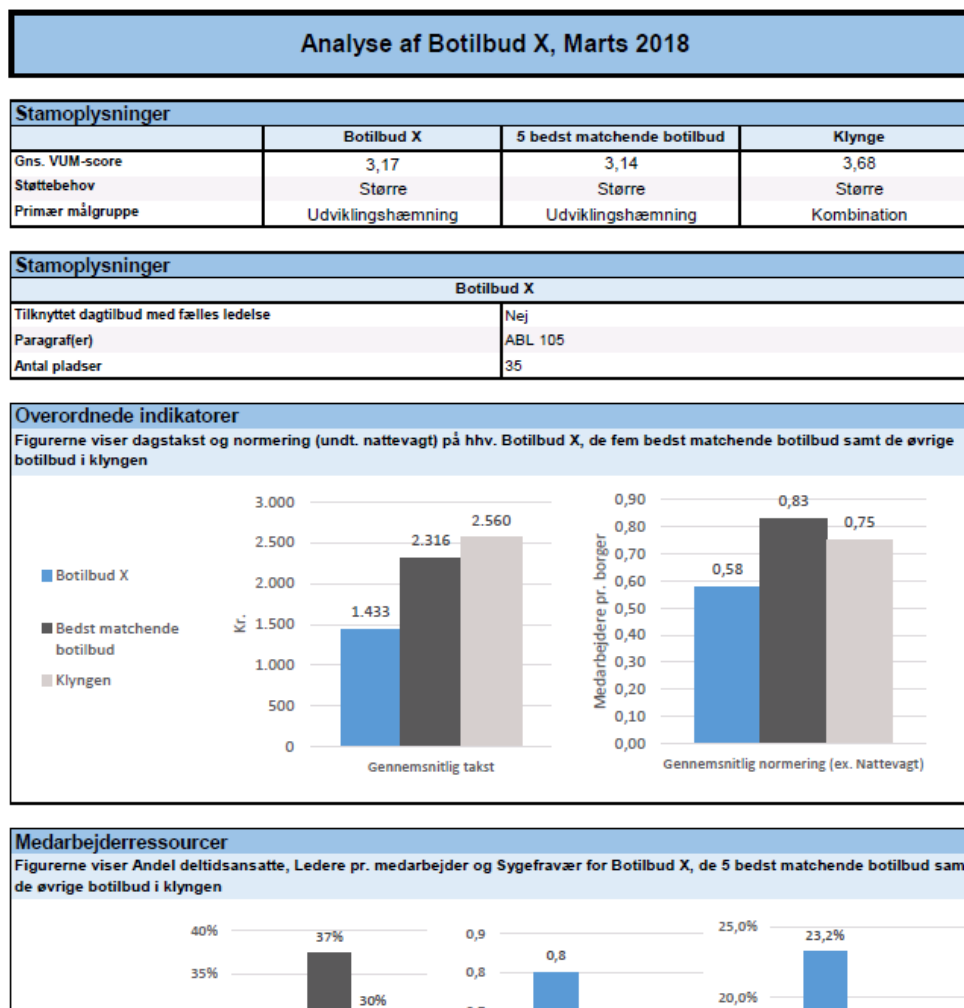 Analyse af Botilbud X, Marts 2018
Stamoplysninger
Botilbud X 5 bedst matchende botilbud Klynge
Gns. VUM-score 3,17 3,14 3,68
Støttebehov Større Større Større
Primær målgruppe Udviklingshæmning Udviklingshæmning Kombination
Stamoplysninger
Botilbud X
Tilknyttet dagtilbud med fælles ledelse Nej
Paragraf(er) ABL 105
Antal pladser 35
Overordnede indikatorer
Figurerne viser dagstakst og normering (undt. nattevagt) på hhv. Botilbud X, de fem bedst matchende botilbud samt de øvrige
botilbud i klyngen
Botilbud X
Bedst matchende
botilbud
Klyngen
Kr.
3.000
2.500
2.000
1.500
1.000
500
0
1.433
2.316
2.560
Gennemsnitlig takst
Medarbejdere pr. borger
0,90
0,80
0,70
0,60
0,50
0,40
0,30
0,20
0,10
0,00
0,58
0,83
0,75
Gennemsnitlig normering (ex. Nattevagt)
Medarbejderressourcer
Figurerne viser Andel deltidsansatte, Ledere pr. medarbejder og Sygefravær for Botilbud X, de 5 bedst matchende botilbud sam
de øvrige botilbud i klyngen
40%
35%
37%
30%
0,9
0,8
0,8
25,0%
20,0%
23,2%